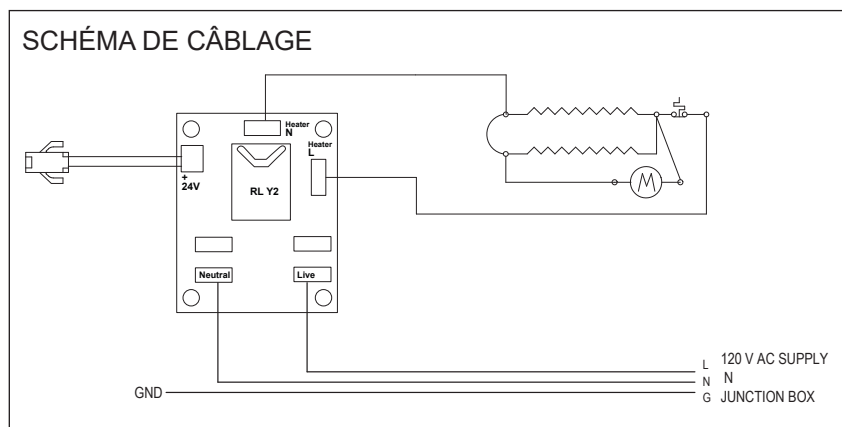 SCHÉMA DE CÂBLAGE
Heater
N
Heater
L
+
24V
RL Y2
M
Neutral
Live
L 120 V AC SUPPLY
N N
GND
G JUNCTION BOX